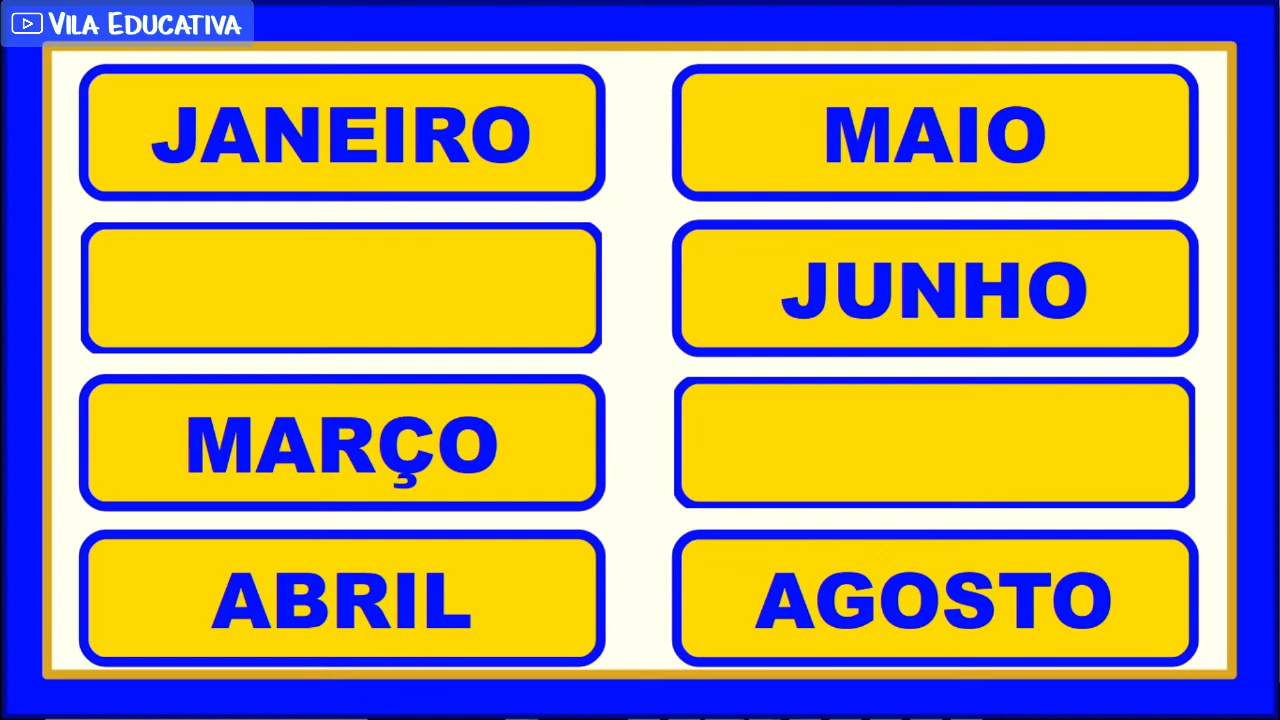 VILA EDUCATIVA
JANEIRO
MARÇO
ABRIL
MAIO
JUNHO
AGOSTO